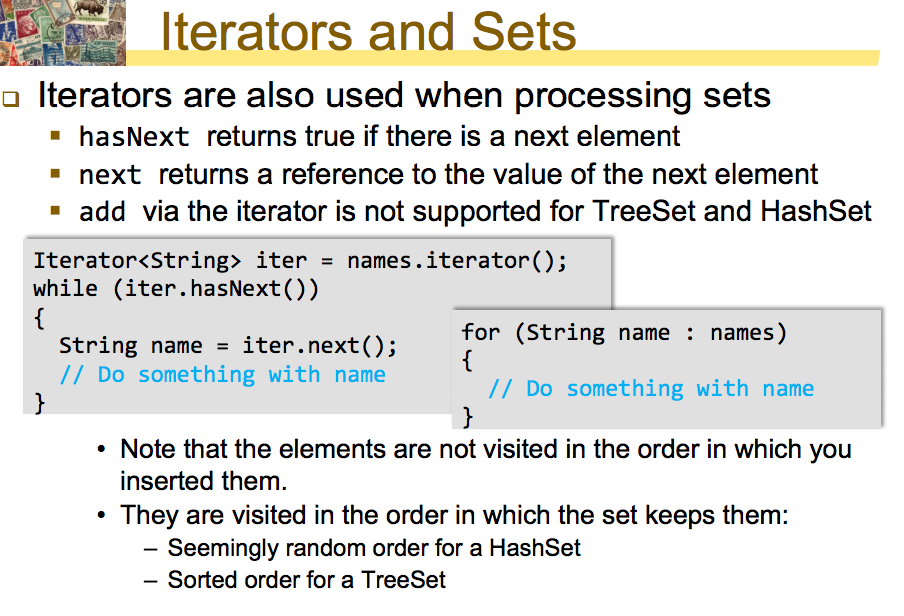 Iterators and Sets
Iterators are also used when processing sets
hasNext returns true if there is a next element
next returns a reference to the value of the next element
add via the iterator is not supported for TreeSet and HashSet
Iterator<String> iter = names.iterator();
while (iter.hasNext())
{
String name = iter.next();
// Do something with name
}
for (String name : names)
{
// Do something with name
}
• Note that the elements are not visited in the order in which you
inserted them.
• They are visited in the order in which the set keeps them:
– Seemingly random order for a HashSet
– Sorted order for a TreeSet